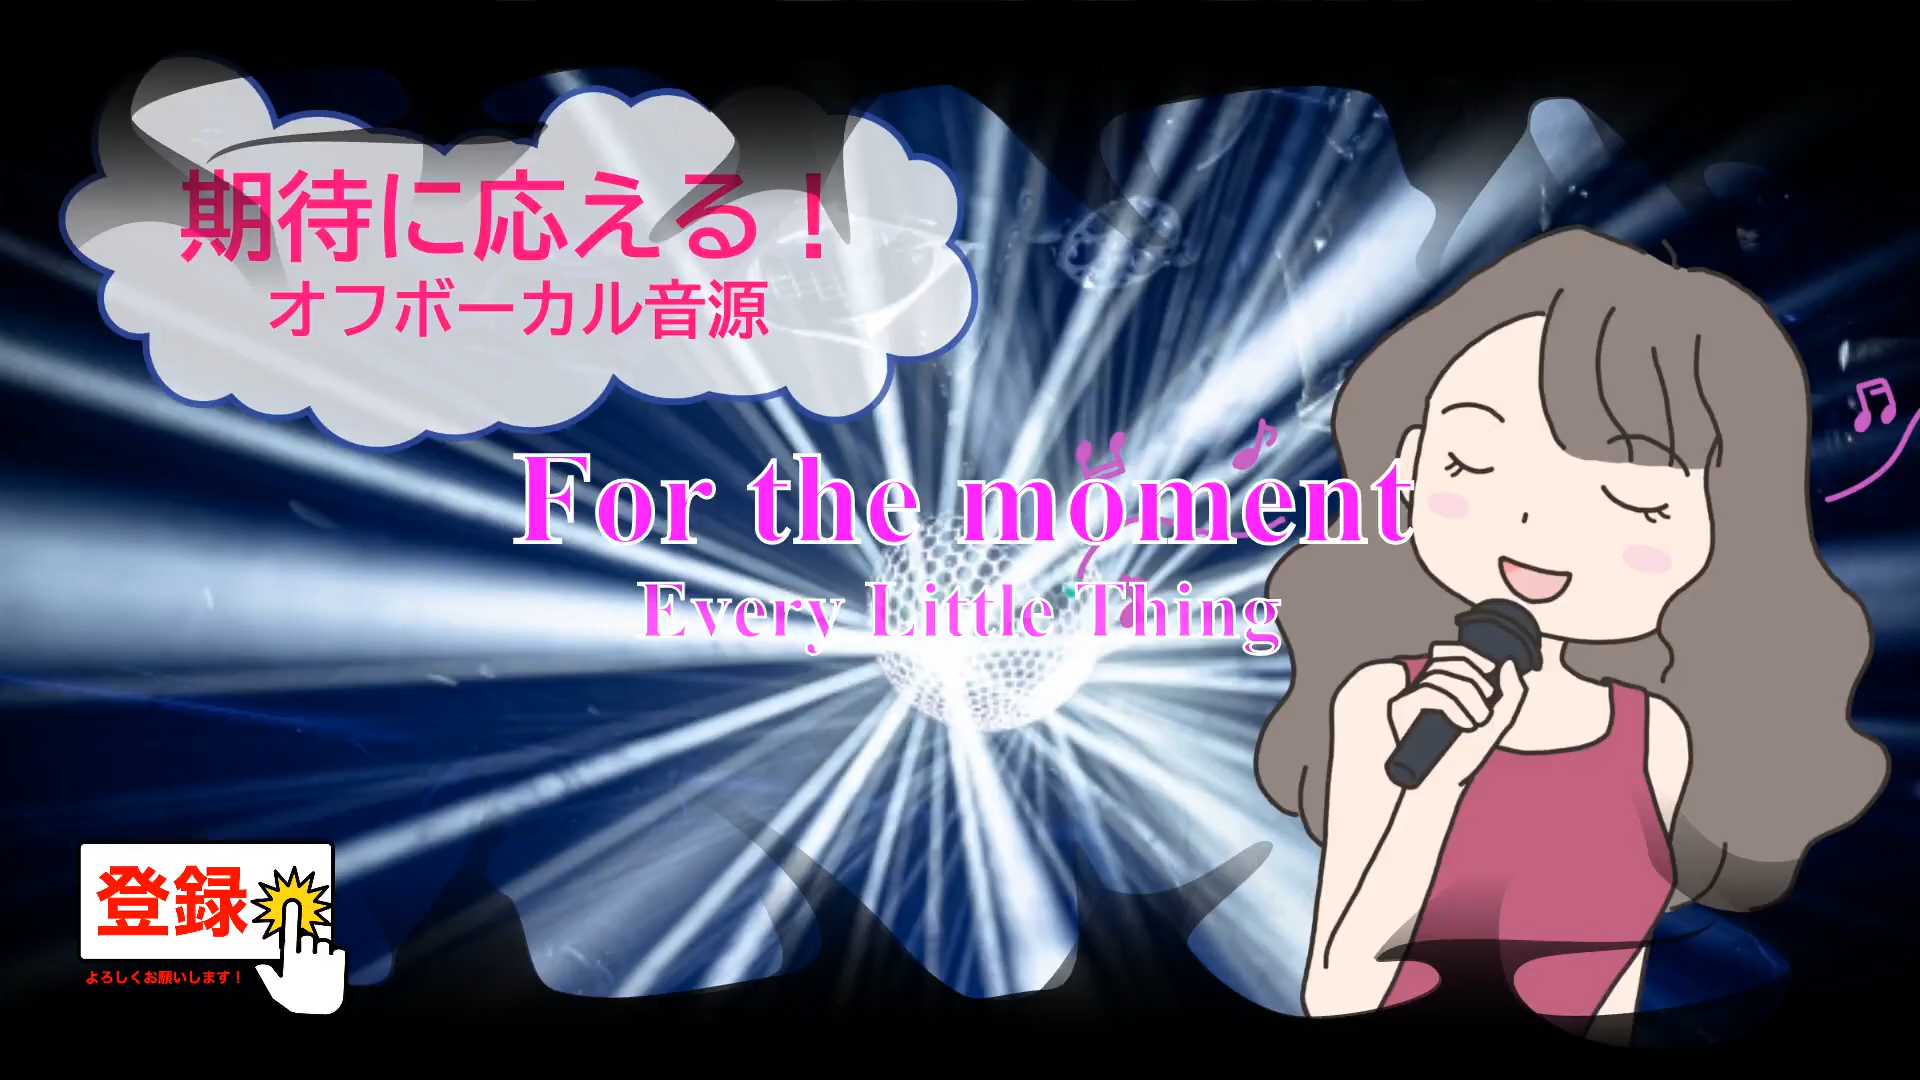 期待に応える！
オフボーカル音源
For the moment
Every Little Thing
登録
よろしくお願いします！